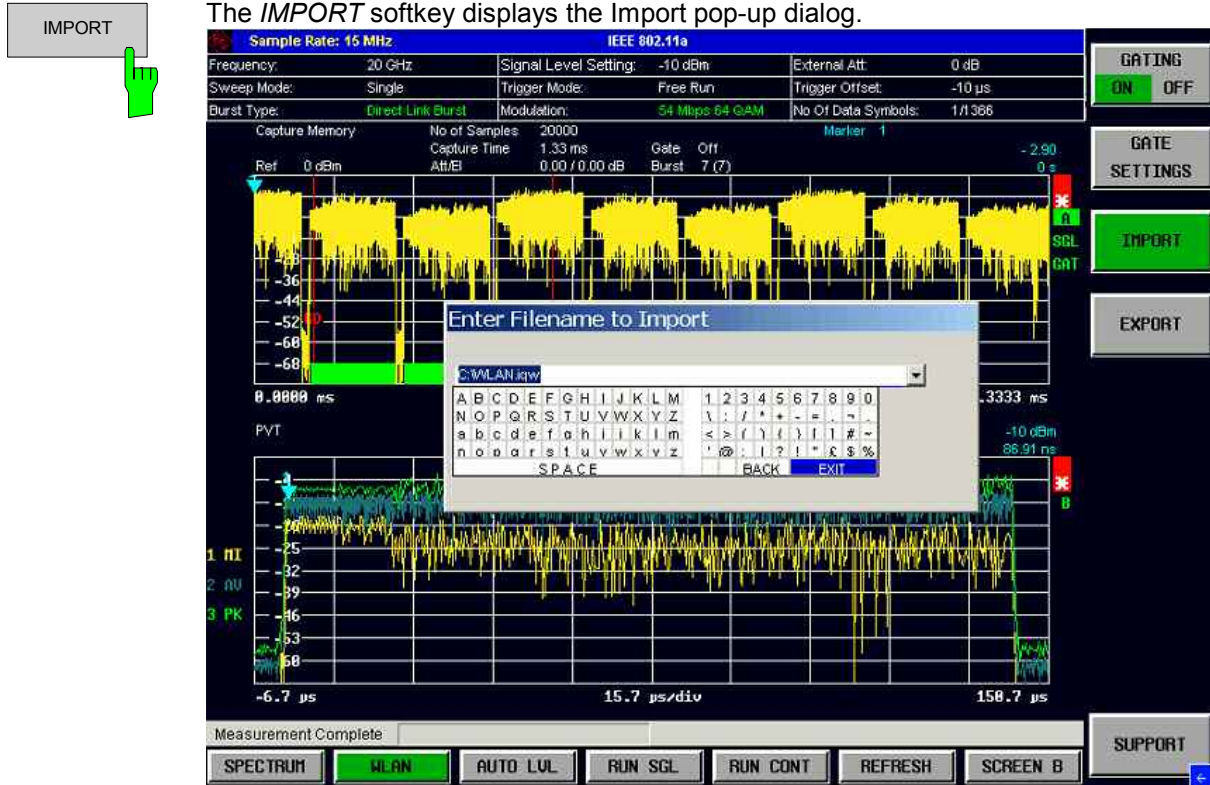 IMPORT
The IMPORT softkey displays the Import pop-up dialog.
Sample Rate: 15 MHz IEEE 802.11a
Frequency: 20 GHz Signal Level Setting: -10 dBm External Att: 0 dB
Sweep Mode: Single Trigger Mode: Free Run Trigger Offset: -10 µs
Burst Type: Direct Link Burst Modulation: 54 Mbps 64 QAM No Of Data Symbols: 1/1366
GATING
ON OFF
Capture Memory No of Samples 20000 Marker 1
Capture Time 1.33 ms Gate Off - 2.90
Ref 0 dBm Att/El 0.00 / 0.00 dB Burst 7 (7) 0 s
GATE
SETTINGS
A
SGL
GAT
IMPORT
-36
-44
-52
-60
-68
Enter Filename to Import
EXPORT
C:\WLAN.iqw
0.0000 ms .3333 ms
A B C D E F G H I J K L M 1 2 3 4 5 6 7 8 9 0
N O P Q R S T U V W X Y Z \ : / * + - = , ¬ .
a b c d e f g h i j k l m < > ( ) { } [ ] # ~
n o p q r s t u v w x y z ' @ ; | ? ! " £ $ %
SPACE BACK EXIT
PVT -10 dBm
86.91 ns
B
1 MI
2 AV
3 PK
-25
-32
-39
-46
-53
-60
-6.7 µs 15.7 µs/div 150.7 µs
Measurement Complete
SUPPORT
SPECTRUM WLAN AUTO LVL RUN SGL RUN CONT REFRESH SCREEN B